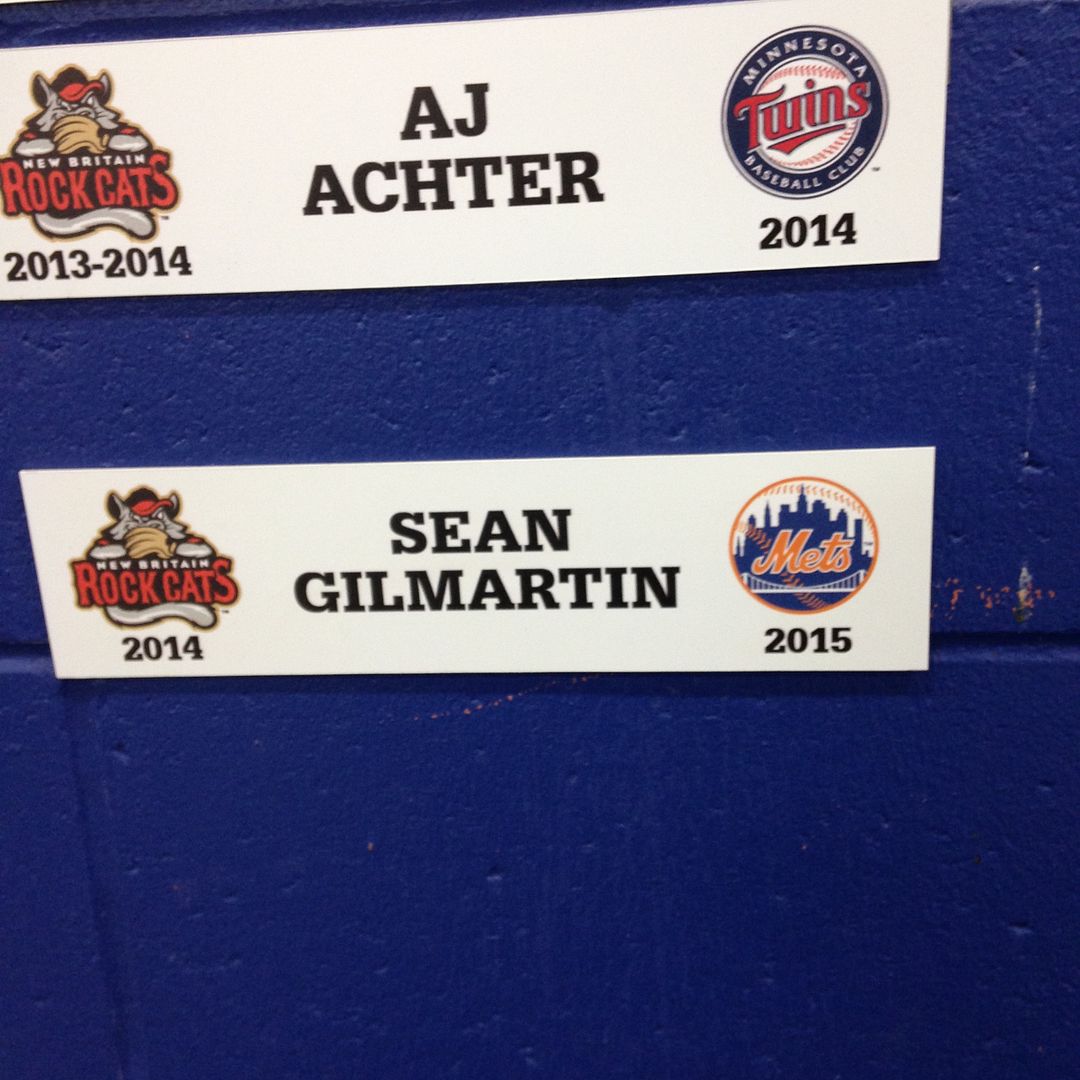 NEW BRITAIN
ROCK CATS
2013-2014
AJ
ACHTER
MINNESOTA
Twins
BASEBALL CLUB
TM
2014
NEW BRITAIN
ROCK CATS
2014
SEAN
GILMARTIN
Mets
2015